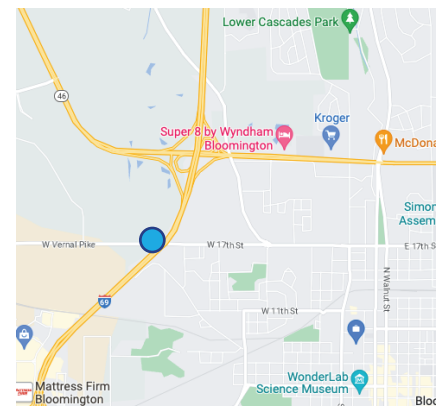 Lower Cascades Park
46
Super 8 by Wyndham
Bloomington
Kroger
McDona
Simon
Assem
W Vernal Pike
W 17th St
E 17th
N Walnut St
69
W 11th St
Mattress Firm
Bloomington
WonderLab
Science Museum
Bloo